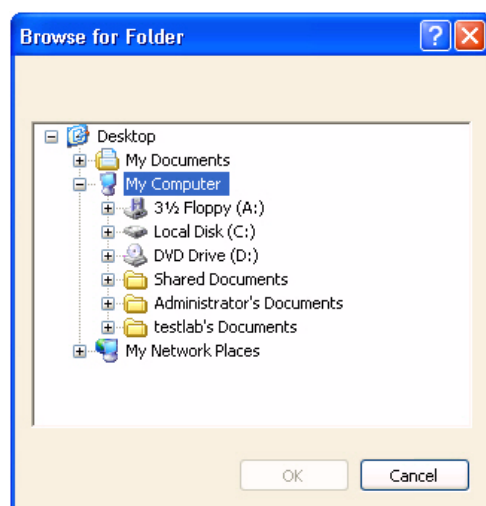 Browse for Folder
Desktop
My Documents
My Computer
3½ Floppy (A:)
Local Disk (C:)
DVD Drive (D:)
Shared Documents
Administrator's Documents
testlab's Documents
My Network Places
OK
Cancel